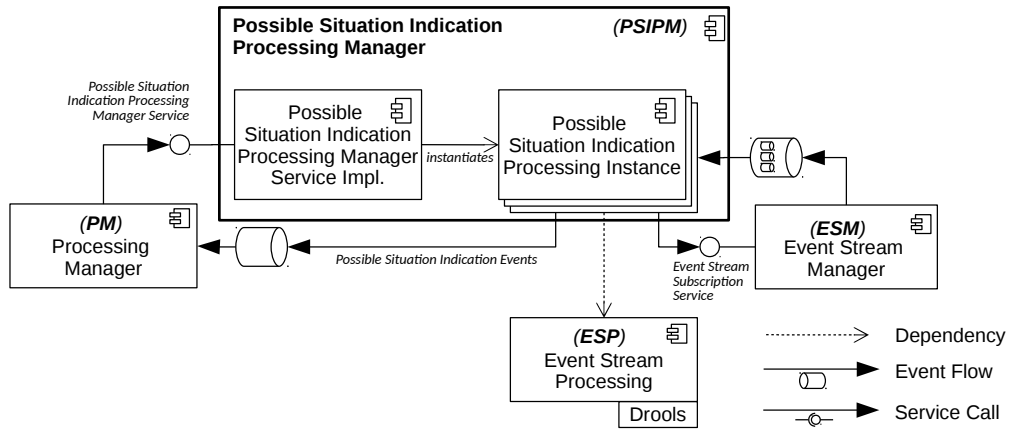 Possible Situation Indication
Processing Manager
(PSIPM)
Possible Situation
Indication Processing
Manager Service
Possible
Situation Indication
Processing Manager
Service Impl.
instantiates
Possible
Situation Indication
Processing Instance
(PM)
Processing
Manager
Possible Situation Indication Events
Event Stream
Subscription
Service
(ESM)
Event Stream
Manager
(ESP)
Event Stream
Processing
Drools
Dependency
Event Flow
Service Call